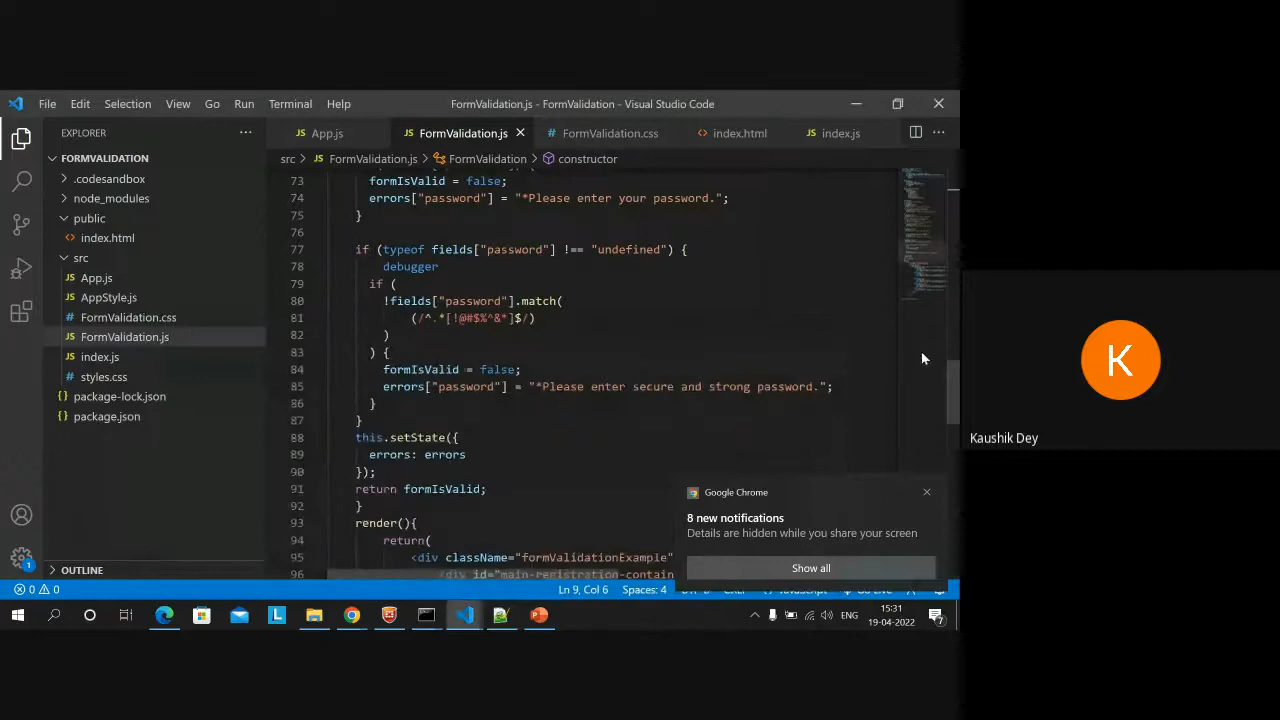 File Edit Selection View Go Run Terminal Help FormValidation.js - FormValidation - Visual Studio Code
EXPLORER ···
JS App.js JS FormValidation.js # FormValidation.css <> index.html JS index.js ···
src > JS FormValidation.js > FormValidation > constructor
FORMVALIDATION
.codesandbox
node_modules
public
<> index.html
src
JS App.js
JS AppStyle.js
# FormValidation.css
JS FormValidation.js
JS index.js
# styles.css
{} package-lock.json
{} package.json
OUTLINE
73 formIsValid = false;
74 errors["password"] = "*Please enter your password.";
75 }
76
77 if (typeof fields["password"] !== "undefined") {
78 debugger
79 if (
80 !fields["password"].match(
81 (/^.*[!@#$%^&*]$/)
82 )
83 ) {
84 formIsValid = false;
85 errors["password"] = "*Please enter secure and strong password.";
86 }
87 }
88 this.setState({
89 errors: errors
90 });
91 return formIsValid;
92 }
93 render(){
94 return(
95 <div className="formValidationExample"
96 <div id="main-registration-contain
Google Chrome
8 new notifications
Details are hidden while you share your screen
Show all
1
0 0 Ln 9, Col 6 Spaces: 4
L ENG 15:31
19-04-2022 7
K
Kaushik Dey